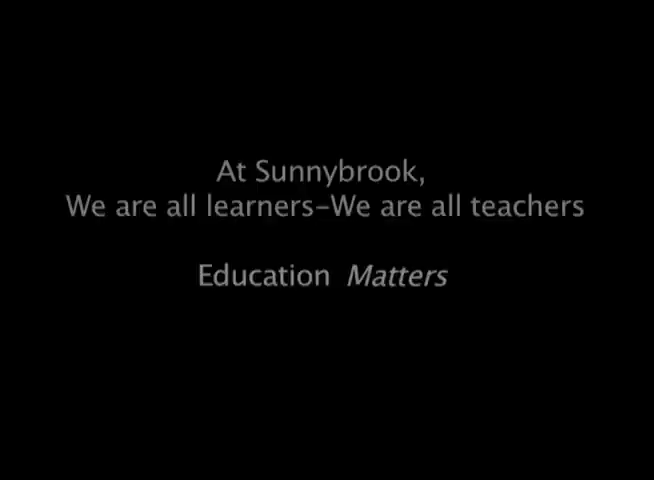 At Sunnybrook,
We are all learners-We are all teachers
Education Matters